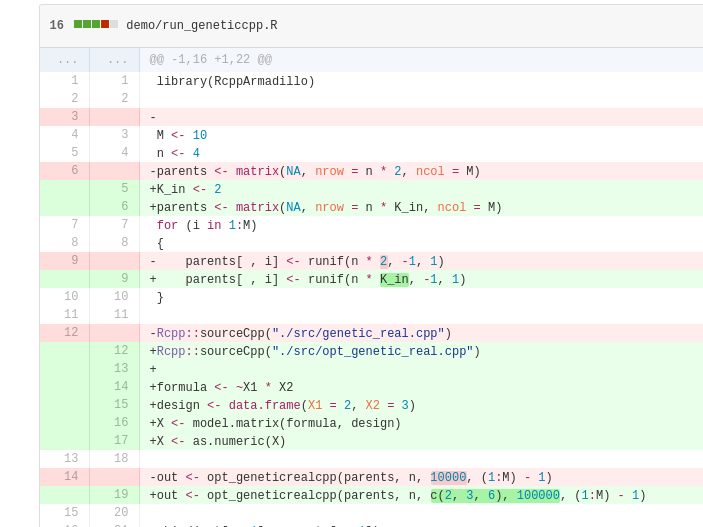 16 demo/run_geneticcpp.R
... ... @@ -1,16 +1,22 @@
1 1 library(RcppArmadillo)
2 2
3 -
4 3 M <- 10
5 4 n <- 4
6 -parents <- matrix(NA, nrow = n * 2, ncol = M)
5 +K_in <- 2
6 +parents <- matrix(NA, nrow = n * K_in, ncol = M)
7 7 for (i in 1:M)
8 8 {
9 - parents[ , i] <- runif(n * 2, -1, 1)
9 + parents[ , i] <- runif(n * K_in, -1, 1)
10 10 }
11 11
12 -Rcpp::sourceCpp("./src/genetic_real.cpp")
12 +Rcpp::sourceCpp("./src/opt_genetic_real.cpp")
13 +
14 +formula <- ~X1 * X2
15 +design <- data.frame(X1 = 2, X2 = 3)
16 +X <- model.matrix(formula, design)
17 +X <- as.numeric(X)
13 18
14 -out <- opt_geneticrealcpp(parents, n, 10000, (1:M) - 1)
19 +out <- opt_geneticrealcpp(parents, n, c(2, 3, 6), 100000, (1:M) - 1)
15 20